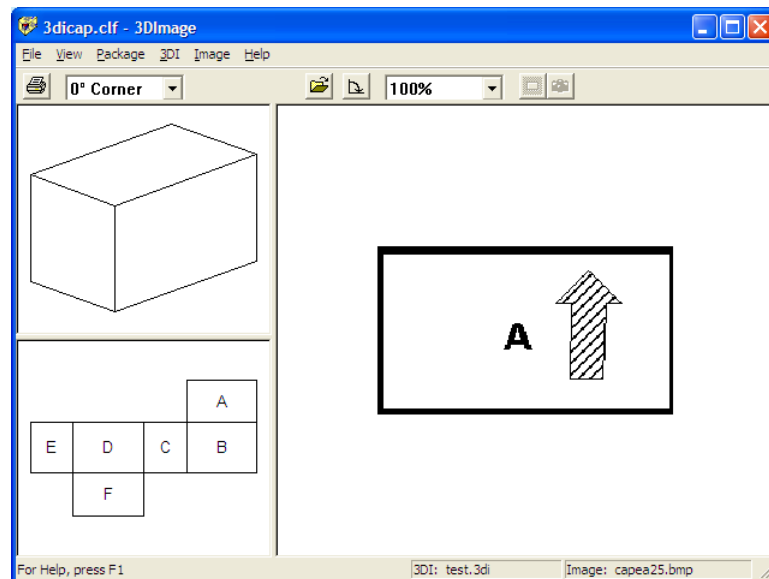 3dicap.clf - 3DImage
File View Package 3DI Image Help
0° Corner 100%
A
A
E D C B
F
For Help, press F1 3DI: test.3di Image: capea25.bmp